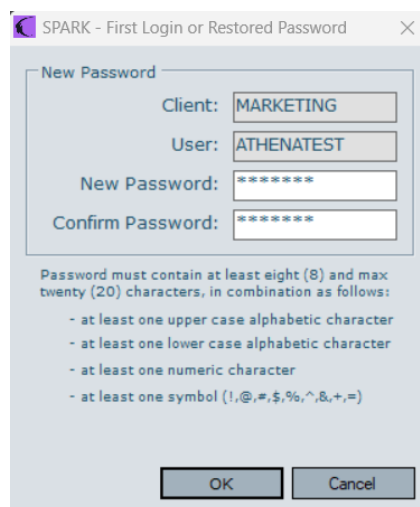 SPARK - First Login or Restored Password
New Password
Client: MARKETING
User: ATHENATEST
New Password: *******
Confirm Password: *******
Password must contain at least eight (8) and max
twenty (20) characters, in combination as follows:
- at least one upper case alphabetic character
- at least one lower case alphabetic character
- at least one numeric character
- at least one symbol (!,@,#,$,%,^,&,+,=)
OK Cancel